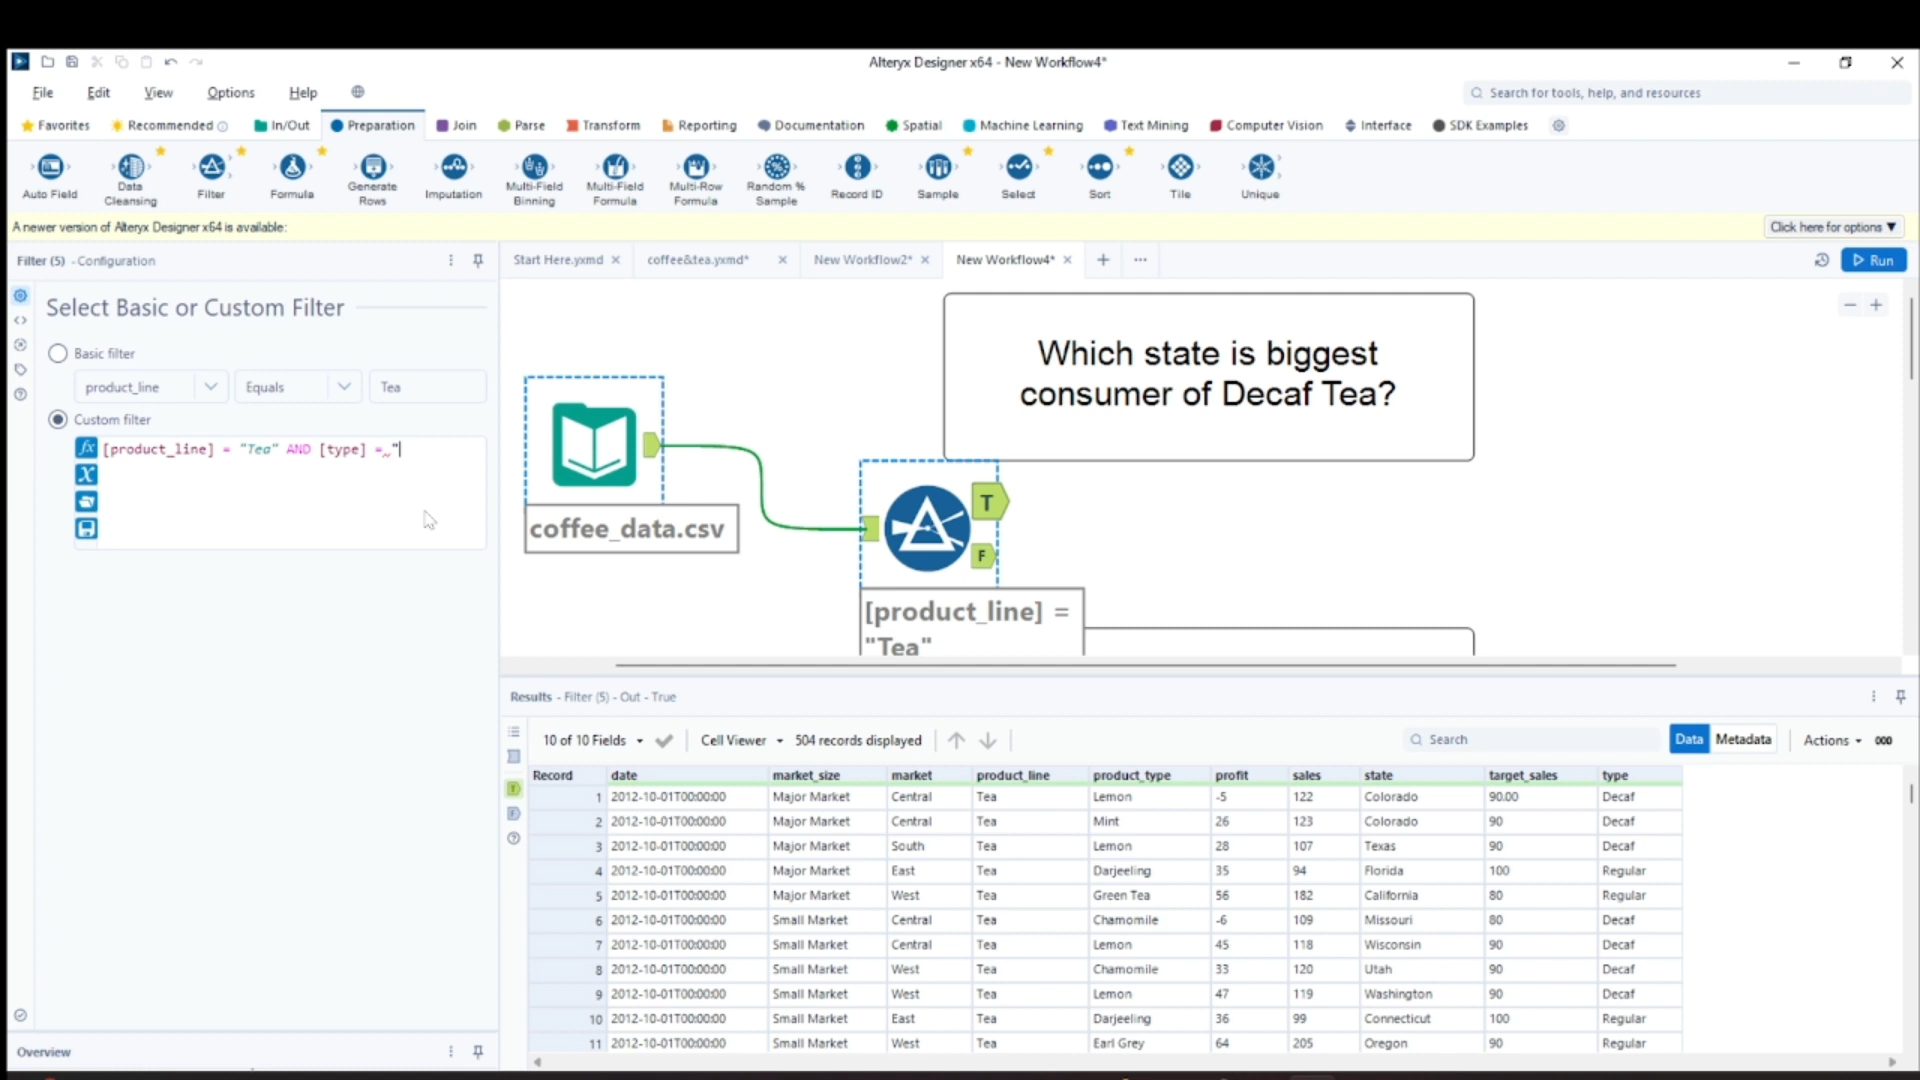 Alteryx Designer x64 - New Workflow4*
File Edit View Options Help
Search for tools, help, and resources
Favorites Recommended In/Out Preparation Join Parse Transform Reporting Documentation Spatial Machine Learning Text Mining Computer Vision Interface SDK Examples
Auto Field
Data
Cleansing
Filter
Formula
Generate
Rows
Imputation
Multi-Field
Binning
Multi-Field
Formula
Multi-Row
Formula
Random %
Sample
Record ID
Sample
Select
Sort
Tile
Unique
A newer version of Alteryx Designer x64 is available:
Click here for options ▼
Filter (5) - Configuration
Start Here.yxmd
coffee&tea.yxmd*
New Workflow2*
New Workflow4*
Run
Select Basic or Custom Filter
Basic filter
product_line Equals Tea
Custom filter
[product_line] = "Tea" AND [type] = "
Which state is biggest
consumer of Decaf Tea?
coffee_data.csv
T
F
[product_line] =
"Tea"
Overview
Results - Filter (5) - Out - True
10 of 10 Fields Cell Viewer 504 records displayed
Search
Data Metadata
Actions
000
Record date market_size market product_line product_type profit sales state target_sales type
1 2012-10-01T00:00:00 Major Market Central Tea Lemon -5 122 Colorado 90.00 Decaf
2 2012-10-01T00:00:00 Major Market Central Tea Mint 26 123 Colorado 90 Decaf
3 2012-10-01T00:00:00 Major Market South Tea Lemon 28 107 Texas 90 Decaf
4 2012-10-01T00:00:00 Major Market East Tea Darjeeling 35 94 Florida 100 Regular
5 2012-10-01T00:00:00 Major Market West Tea Green Tea 56 182 California 80 Regular
6 2012-10-01T00:00:00 Small Market Central Tea Chamomile -6 109 Missouri 80 Decaf
7 2012-10-01T00:00:00 Small Market Central Tea Lemon 45 118 Wisconsin 90 Decaf
8 2012-10-01T00:00:00 Small Market West Tea Chamomile 33 120 Utah 90 Decaf
9 2012-10-01T00:00:00 Small Market West Tea Lemon 47 119 Washington 90 Decaf
10 2012-10-01T00:00:00 Small Market East Tea Darjeeling 36 99 Connecticut 100 Regular
11 2012-10-01T00:00:00 Small Market West Tea Earl Grey 64 205 Oregon 90 Regular